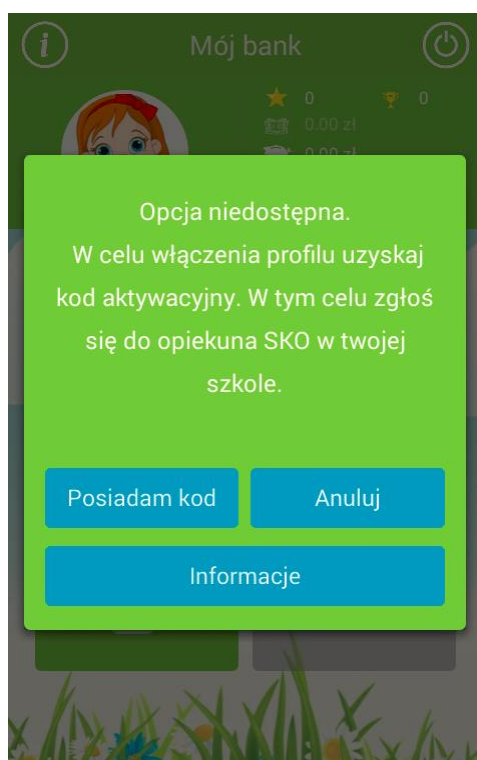 i
Mój bank
0 0
0.00 zł
0.00 zł
Opcja niedostępna.
W celu włączenia profilu uzyskaj
kod aktywacyjny. W tym celu zgłoś
się do opiekuna SKO w twojej
szkole.
Posiadam kod Anuluj
Informacje